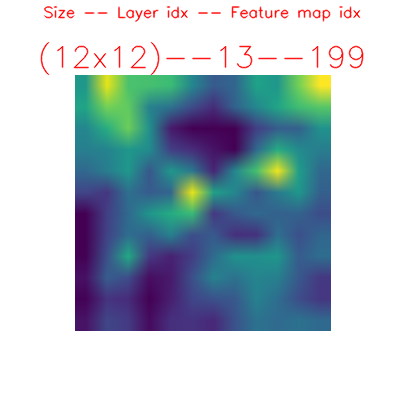 Size -- Layer idx -- Feature map idx
(12x12)--13--199